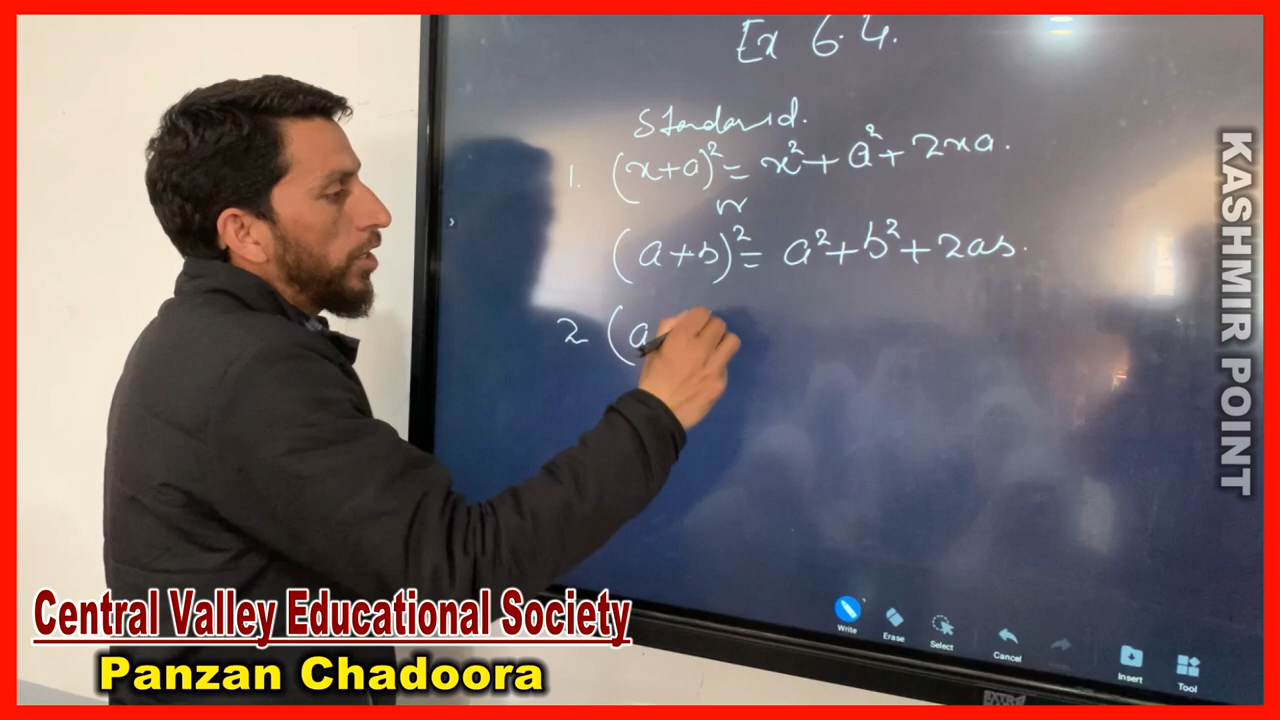 Ex 6.4.
Standard.
1. (x+a)² = x² + a² + 2xa.
or
(a+b)² = a² + b² + 2ab.
2 (a
KASHMIR POINT
Write
Erase
Select
Cancel
Insert
Tool
Central Valley Educational Society
Panzan Chadoora